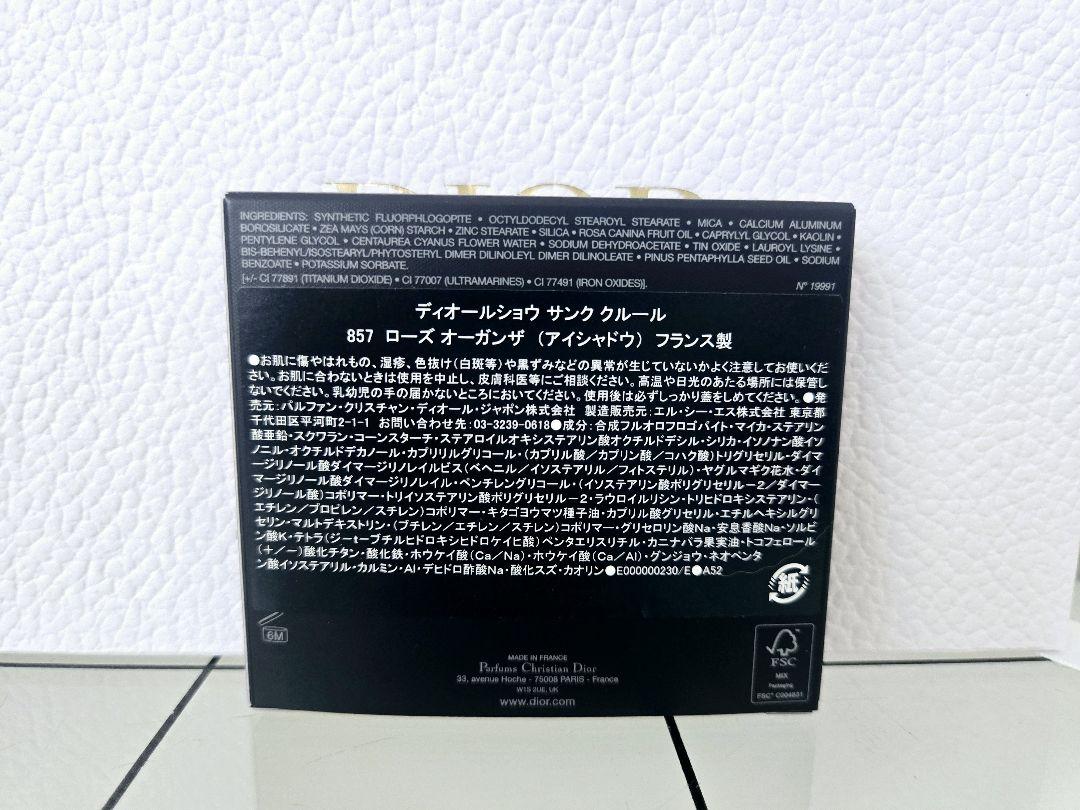 DIOR
INGREDIENTS: SYNTHETIC FLUORPHLOGOPITE • OCTYLDODECYL STEAROYL STEARATE • MICA • CALCIUM ALUMINUM
BOROSILICATE • ZEA MAYS (CORN) STARCH • ZINC STEARATE • SILICA • ROSA CANINA FRUIT OIL • CAPRYLYL GLYCOL • KAOLIN •
PENTYLENE GLYCOL • CENTAUREA CYANUS FLOWER WATER • SODIUM DEHYDROACETATE • TIN OXIDE • LAUROYL LYSINE •
BIS-BEHENYL/ISOSTEARYL/PHYTOSTERYL DIMER DILINOLEYL DIMER DILINOLEATE • PINUS PENTAPHYLLA SEED OIL • SODIUM
BENZOATE • POTASSIUM SORBATE.
[+/- CI 77891 (TITANIUM DIOXIDE) • CI 77007 (ULTRAMARINES) • CI 77491 (IRON OXIDES)]. N° 19991
ディオールショウ サンク クルール
857 ローズ オーガンザ （アイシャドウ） フランス製
●お肌に傷やはれもの、湿疹、色抜け(白斑等)や黒ずみなどの異常が生じていないかよく注意してお使いくだ
さい。お肌に合わないときは使用を中止し、皮膚科医等にご相談ください。高温や日光のあたる場所には保管し
ないでください。乳幼児の手の届かないところにおいてください。使用後は必ずしっかり蓋をしめてください。●発
売元:パルファン・クリスチャン・ディオール・ジャポン株式会社 製造販売元:エル・シー・エス株式会社 東京都
千代田区平河町2-1-1 お問い合わせ先:03-3239-0618●成分:合成フルオロフロゴパイト・マイカ・ステアリン
酸亜鉛・スクワラン・コーンスターチ・ステアロイルオキシステアリン酸オクチルドデシル・シリカ・イソノナン酸イソ
ノニル・オクチルドデカノール・カプリリルグリコール・(カプリル酸／カプリン酸／コハク酸)トリグリセリル・ダイマ
ージリノール酸ダイマージリノレイルビス(ベヘニル／イソステアリル／フィトステリル)・ヤグルマギク花水・ダイ
マージリノール酸ダイマージリノレイル・ペンチレングリコール・(イソステアリン酸ポリグリセリル－2／ダイマー
ジリノール酸)コポリマー・トリイソステアリン酸ポリグリセリル－2・ラウロイルリシン・トリヒドロキシステアリン・(
エチレン／プロピレン／スチレン)コポリマー・キタゴヨウマツ種子油・カプリル酸グリセリル・エチルヘキシルグリ
セリン・マルトデキストリン・(ブチレン／エチレン／スチレン)コポリマー・グリセロリン酸Na・安息香酸Na・ソルビ
ン酸K・テトラ(ジーtーブチルヒドロキシヒドロケイヒ酸)ペンタエリスリチル・カニナバラ果実油・トコフェロール
(＋／－)酸化チタン・酸化鉄・ホウケイ酸(Ca／Na)・ホウケイ酸(Ca／Al)・グンジョウ・ネオペンタ
ン酸イソステアリル・カルミン・Al・デヒドロ酢酸Na・酸化スズ・カオリン●E000000230/E●A52
紙
6M
MADE IN FRANCE
Parfums Christian Dior
33, avenue Hoche - 75008 PARIS - France
W1S 2UE, UK
www.dior.com
FSC
MIX
Packaging
FSC® C004851